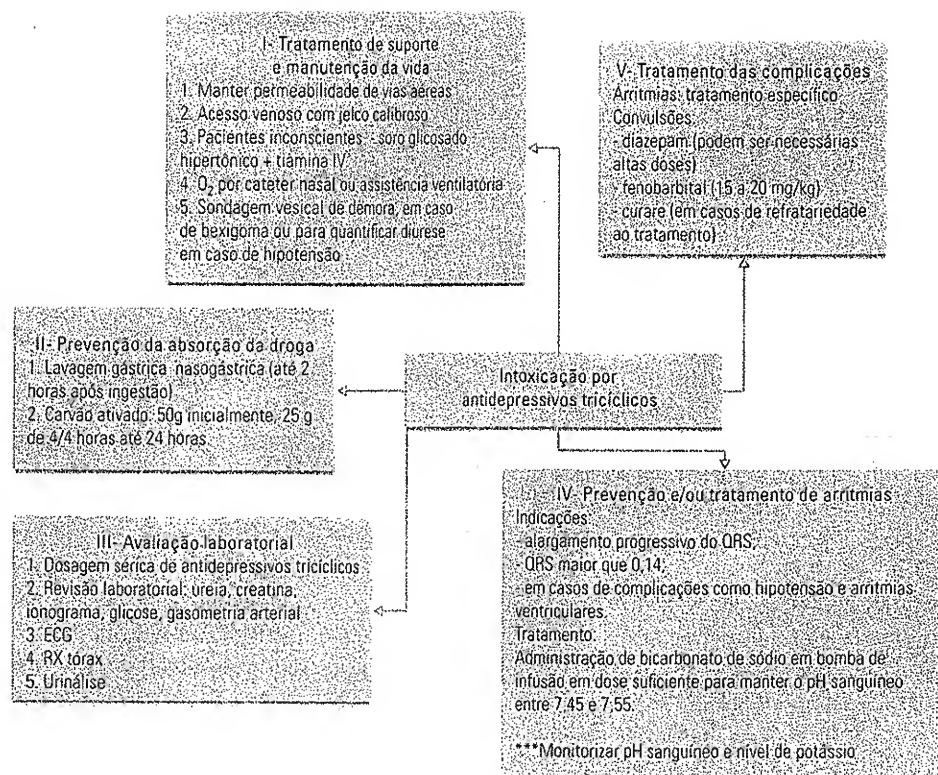 I- Tratamento de suporte
e manutenção da vida
1. Manter permeabilidade de vias aéreas
2. Acesso venoso com jelco calibroso
3. Pacientes inconscientes - soro glicosado
hipertônico + tiamina IV
4. O₂ por cateter nasal ou assistência ventilatória
5. Sondagem vesical de demora, em caso
de bexigoma ou para quantificar diurese
em caso de hipotensão
V- Tratamento das complicações
Arritmias: tratamento específico
Convulsões:
- diazepam (podem ser necessárias
altas doses)
- fenobarbital (15 a 20 mg/kg)
- curare (em casos de refratariedade
ao tratamento)
II- Prevenção da absorção da droga
1. Lavagem gástrica nasogástrica (até 2
horas após ingestão)
2. Carvão ativado: 50g inicialmente, 25 g
de 4/4 horas até 24 horas
Intoxicação por
antidepressivos tricíclicos
III- Avaliação laboratorial
1. Dosagem sérica de antidepressivos tricíclicos
2. Revisão laboratorial: ureia, creatina,
ionograma, glicose, gasometria arterial
3. ECG
4. RX tórax
5. Urinálise
IV- Prevenção e/ou tratamento de arritmias
Indicações:
- alargamento progressivo do QRS;
- QRS maior que 0,14;
- em casos de complicações como hipotensão e arritmias
ventriculares.
Tratamento:
Administração de bicarbonato de sódio em bomba de
infusão em dose suficiente para manter o pH sanguíneo
entre 7,45 e 7,55.
***Monitorizar pH sanguíneo e nível de potássio